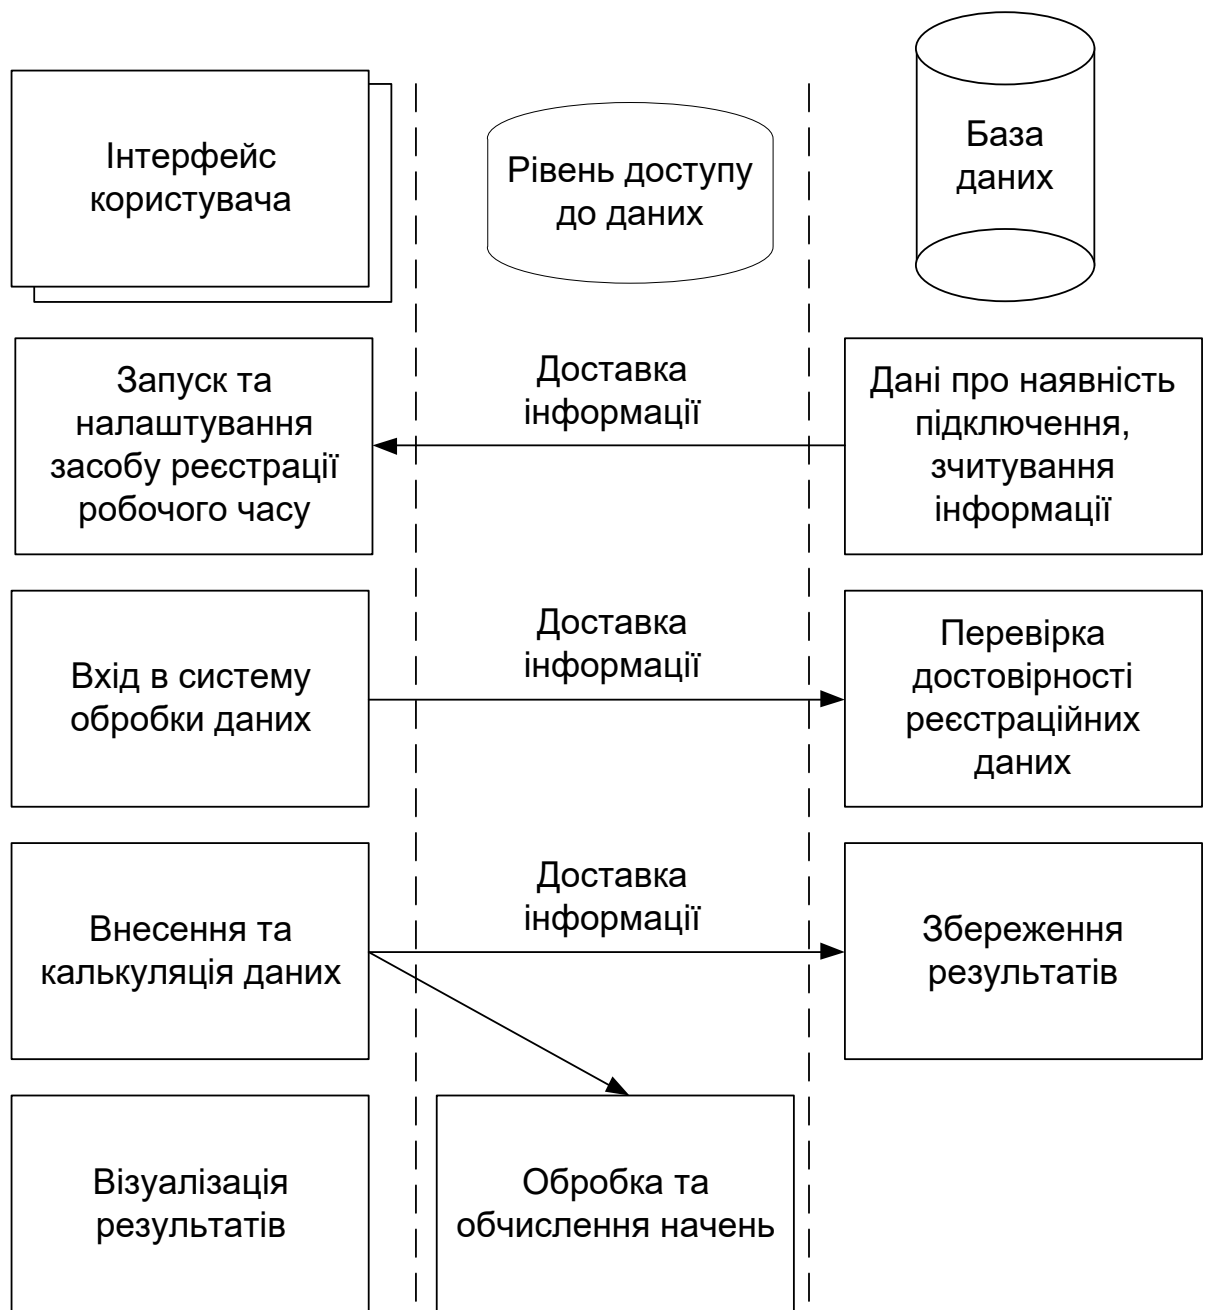 Інтерфейс
користувача
Рівень доступу
до даних
База
даних
Запуск та
налаштування
засобу реєстрації
робочого часу
Доставка
інформації
Дані про наявність
підключення,
зчитування
інформації
Вхід в систему
обробки даних
Доставка
інформації
Перевірка
достовірності
реєстраційних
даних
Внесення та
калькуляція даних
Доставка
інформації
Збереження
результатів
Візуалізація
результатів
Обробка та
обчислення начень